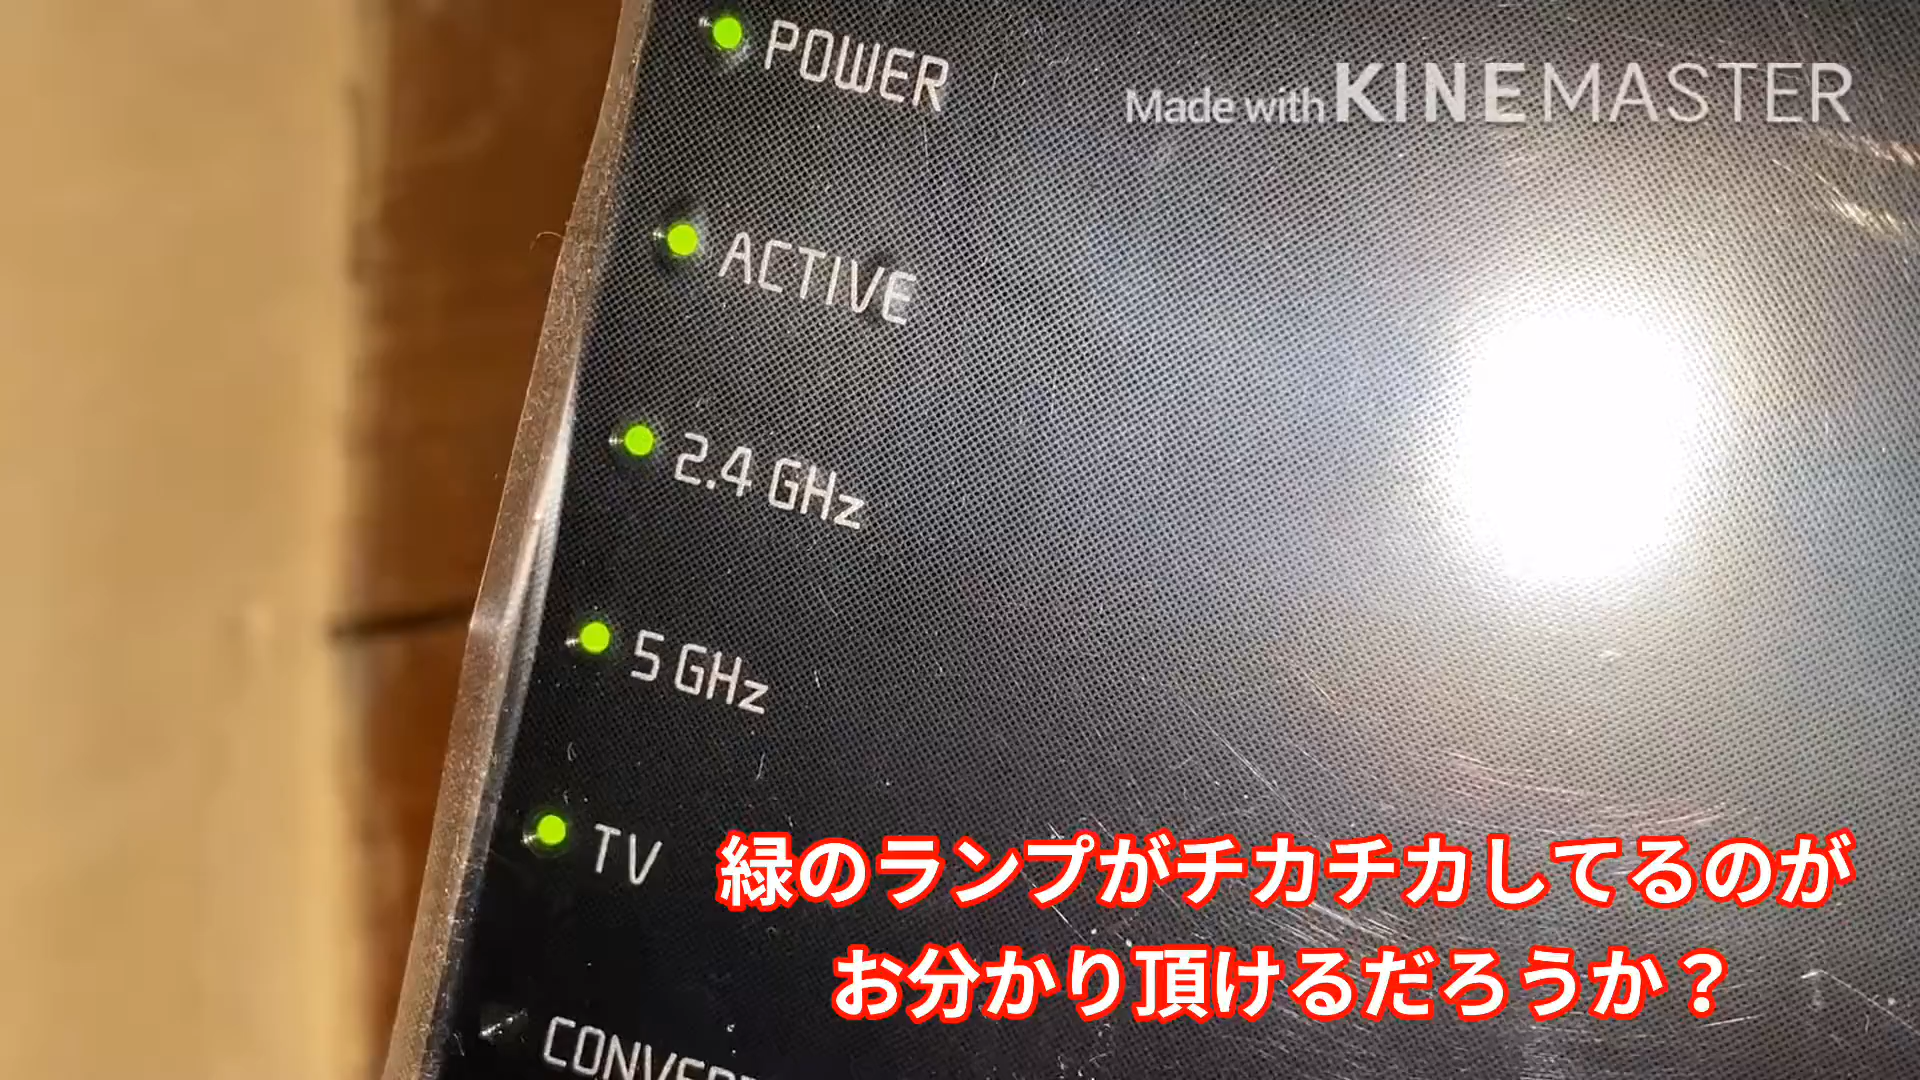 POWER
Made with KINEMASTER
ACTIVE
2.4 GHz
5 GHz
TV
緑のランプがチカチカしてるのが
お分かり頂けるだろうか？